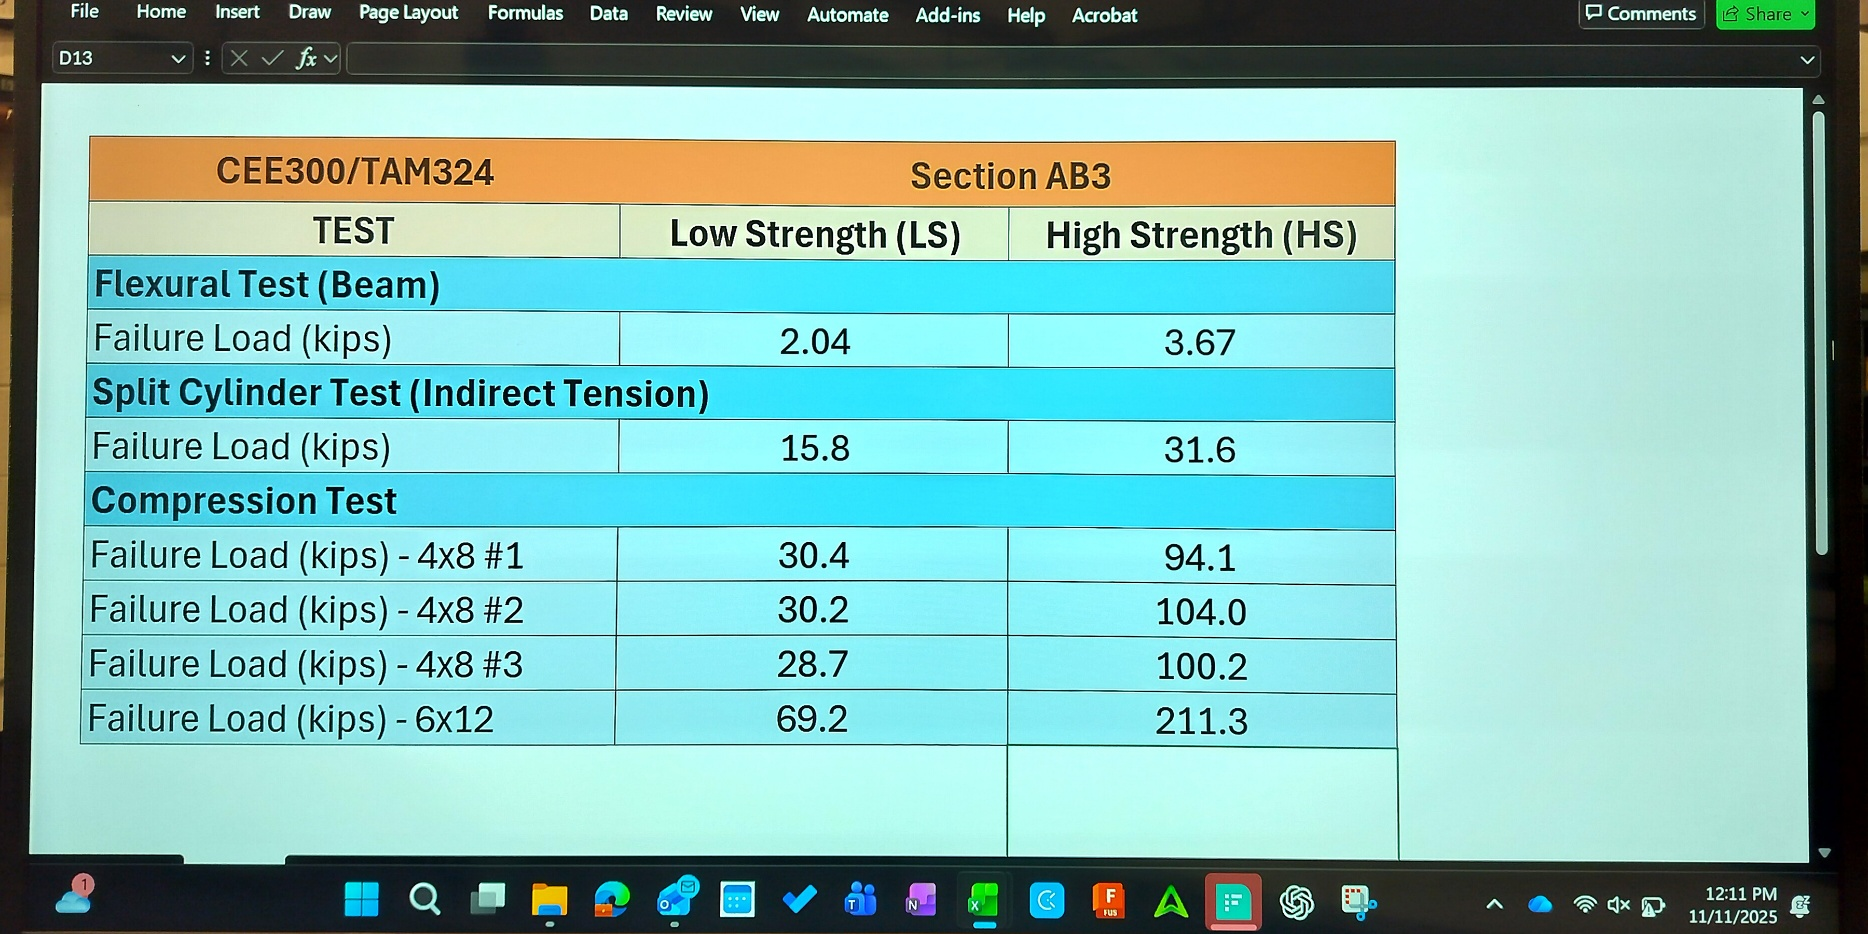 File Home Insert Draw Page Layout Formulas Data Review View Automate Add-ins Help Acrobat Comments Share
D13 fx
CEE300/TAM324 Section AB3
TEST Low Strength (LS) High Strength (HS)
Flexural Test (Beam)
Failure Load (kips) 2.04 3.67
Split Cylinder Test (Indirect Tension)
Failure Load (kips) 15.8 31.6
Compression Test
Failure Load (kips) - 4x8 #1 30.4 94.1
Failure Load (kips) - 4x8 #2 30.2 104.0
Failure Load (kips) - 4x8 #3 28.7 100.2
Failure Load (kips) - 6x12 69.2 211.3
1
12:11 PM
11/11/2025